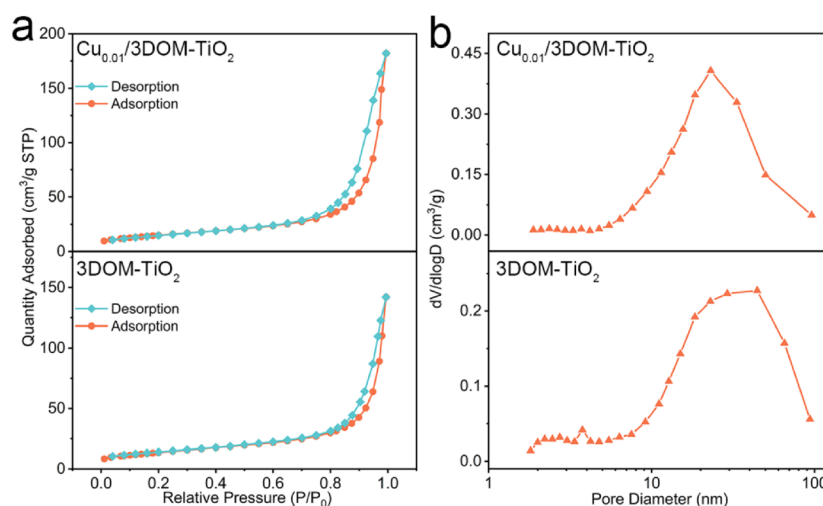 a
Cu0.01/3DOM-TiO2
Desorption
Adsorption
200
150
100
50
0
3DOM-TiO2
Desorption
Adsorption
150
100
50
0
Quantity Adsorbed (cm3/g STP)
0.0 0.2 0.4 0.6 0.8 1.0
Relative Pressure (P/P0)
b
Cu0.01/3DOM-TiO2
0.45
0.30
0.15
0.00
3DOM-TiO2
0.2
0.1
0.0
dV/dlogD (cm3/g)
1 10 100
Pore Diameter (nm)